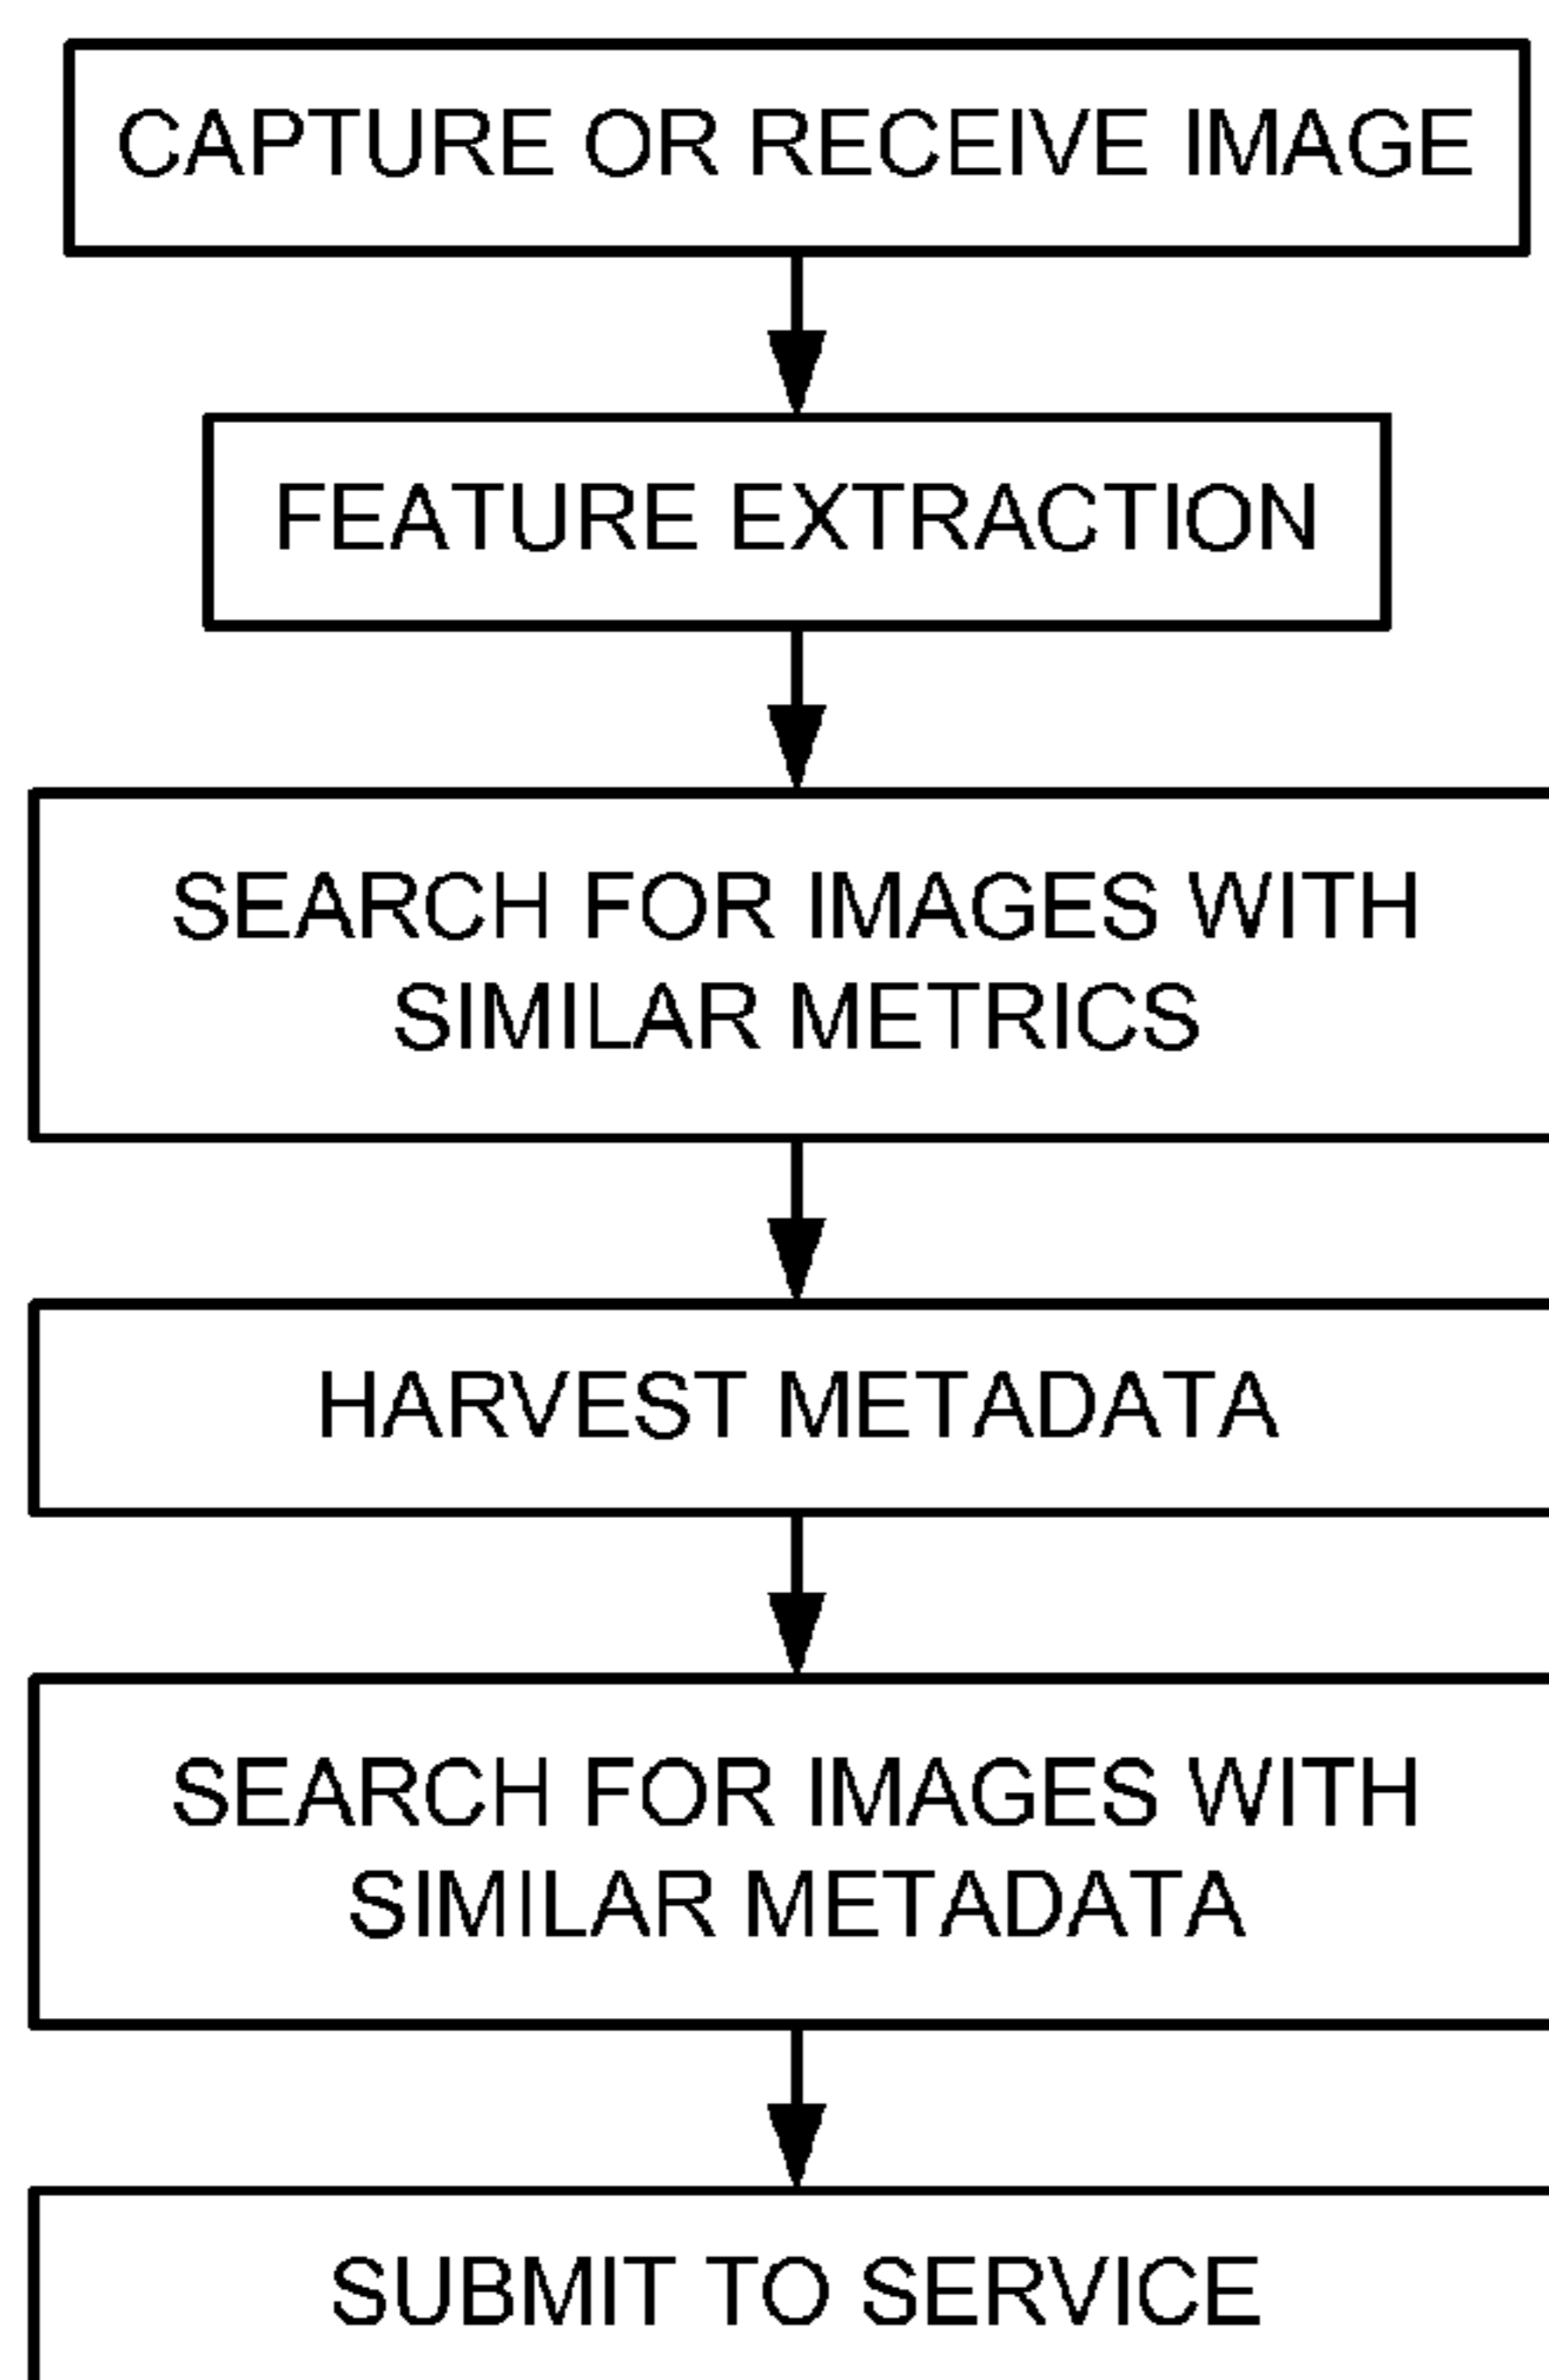 CAPTURE OR RECEIVE IMAGE
FEATURE EXTRACTION
SEARCH FOR IMAGES WITH
SIMILAR METRICS
HARVEST METADATA
SEARCH FOR IMAGES WITH
SIMILAR METADATA
SUBMIT TO SERVICE